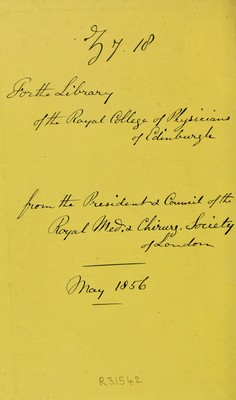 Zy. 18
For the Library
of the Royal College of Physicians
of Edinburgh
from the President & Council of the
Royal Med. & Chirurg. Society
of London
May 1856
R31542